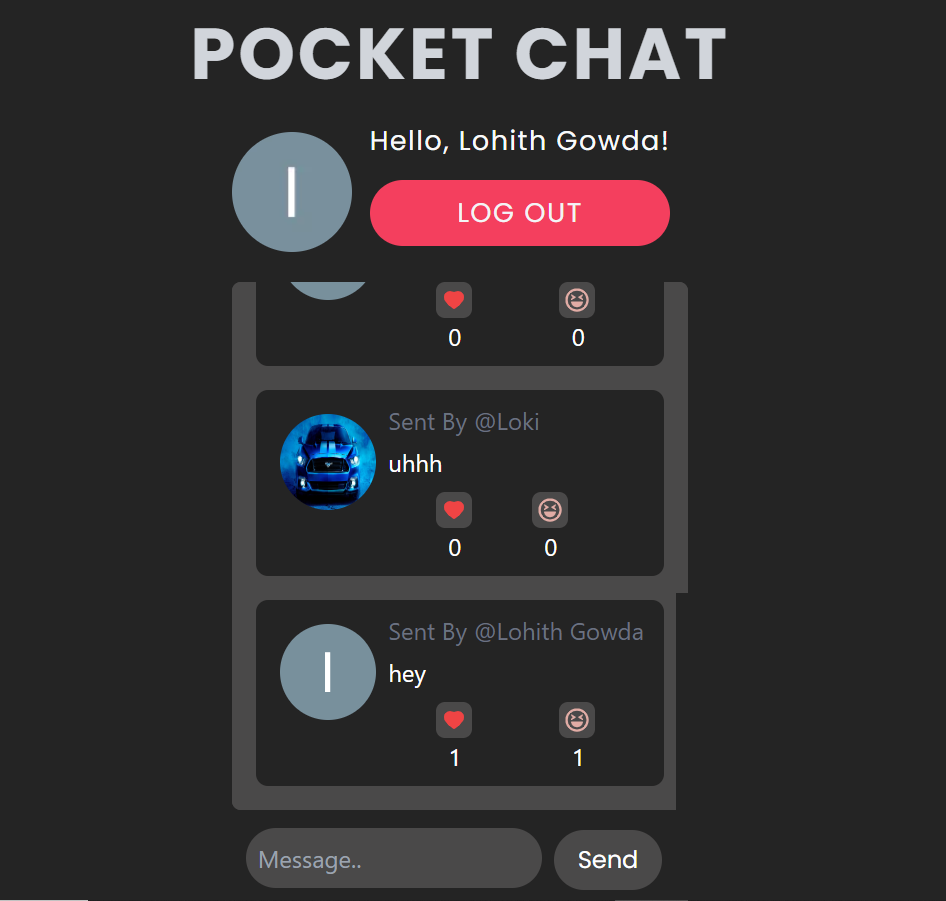 POCKET CHAT
Hello, Lohith Gowda!
l
LOG OUT
0 0
Sent By @Loki
uhhh
0 0
Sent By @Lohith Gowda
l
hey
1 1
Message.. Send